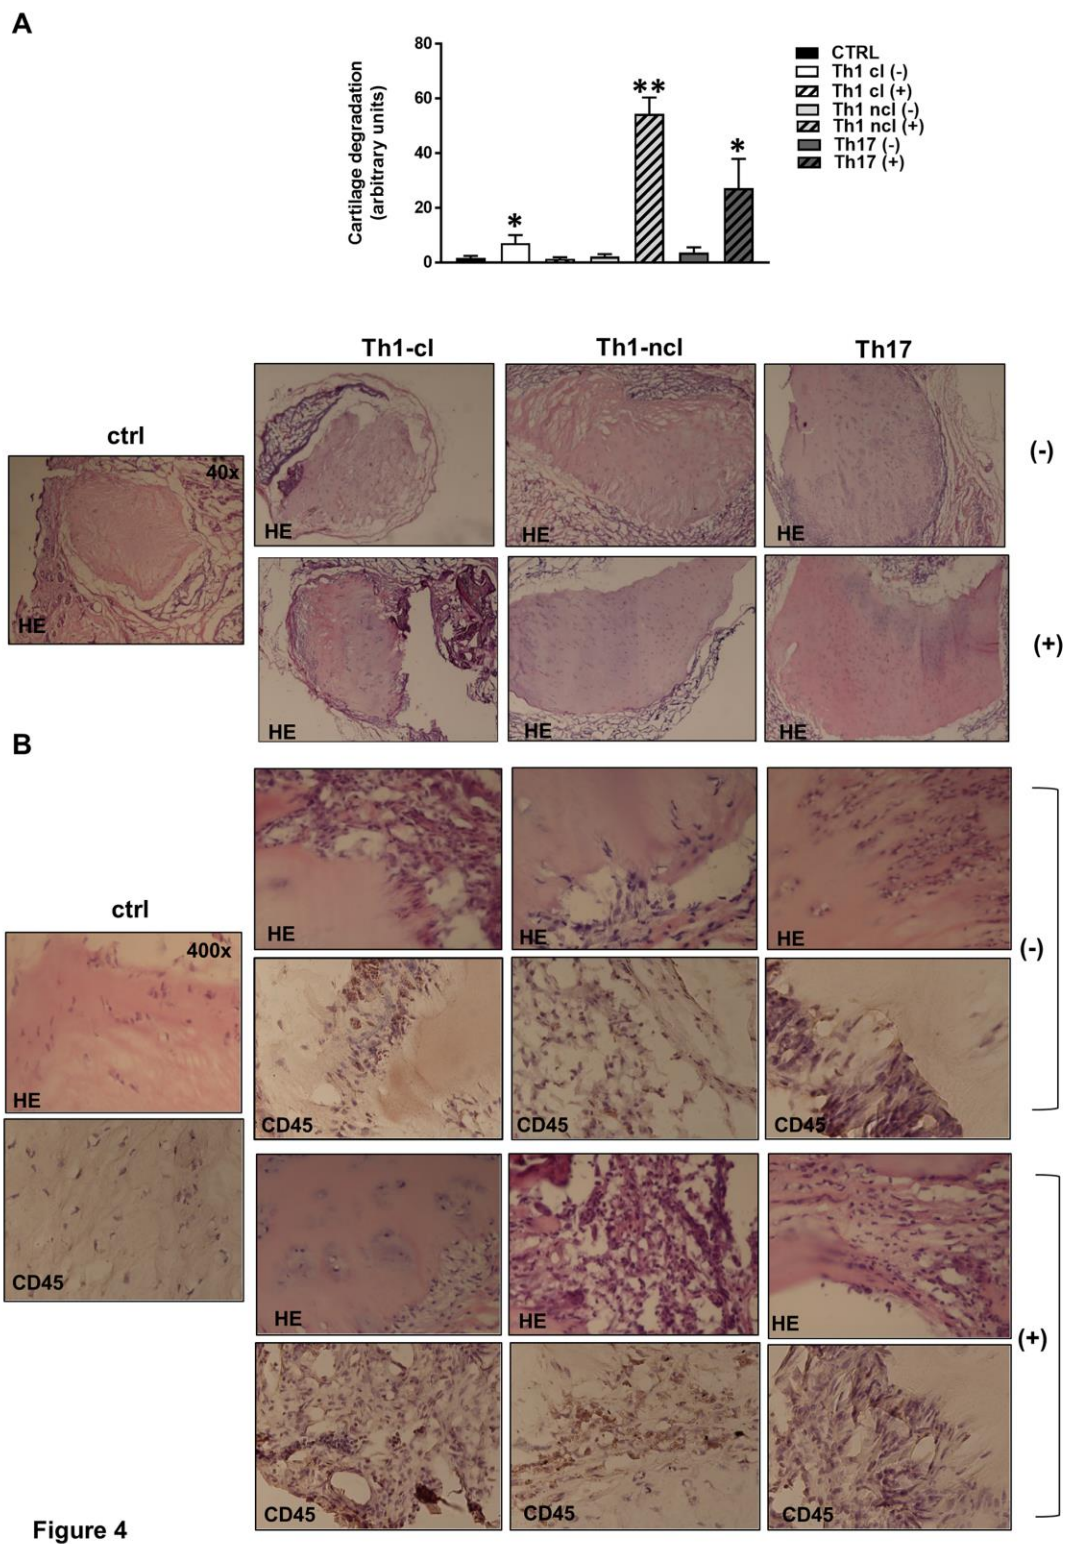 A
80
60
40
20
0
Cartilage degradation
(arbitrary units)
*
**
*
CTRL
Th1 cl (-)
Th1 cl (+)
Th1 ncl (-)
Th1 ncl (+)
Th17 (-)
Th17 (+)
Th1-cl Th1-ncl Th17
ctrl
40x
HE
HE HE HE
(-)
HE HE HE
(+)
B
ctrl
400x
HE
CD45
HE HE HE
(-)
CD45 CD45 CD45
HE HE HE
(+)
CD45 CD45 CD45
Figure 4